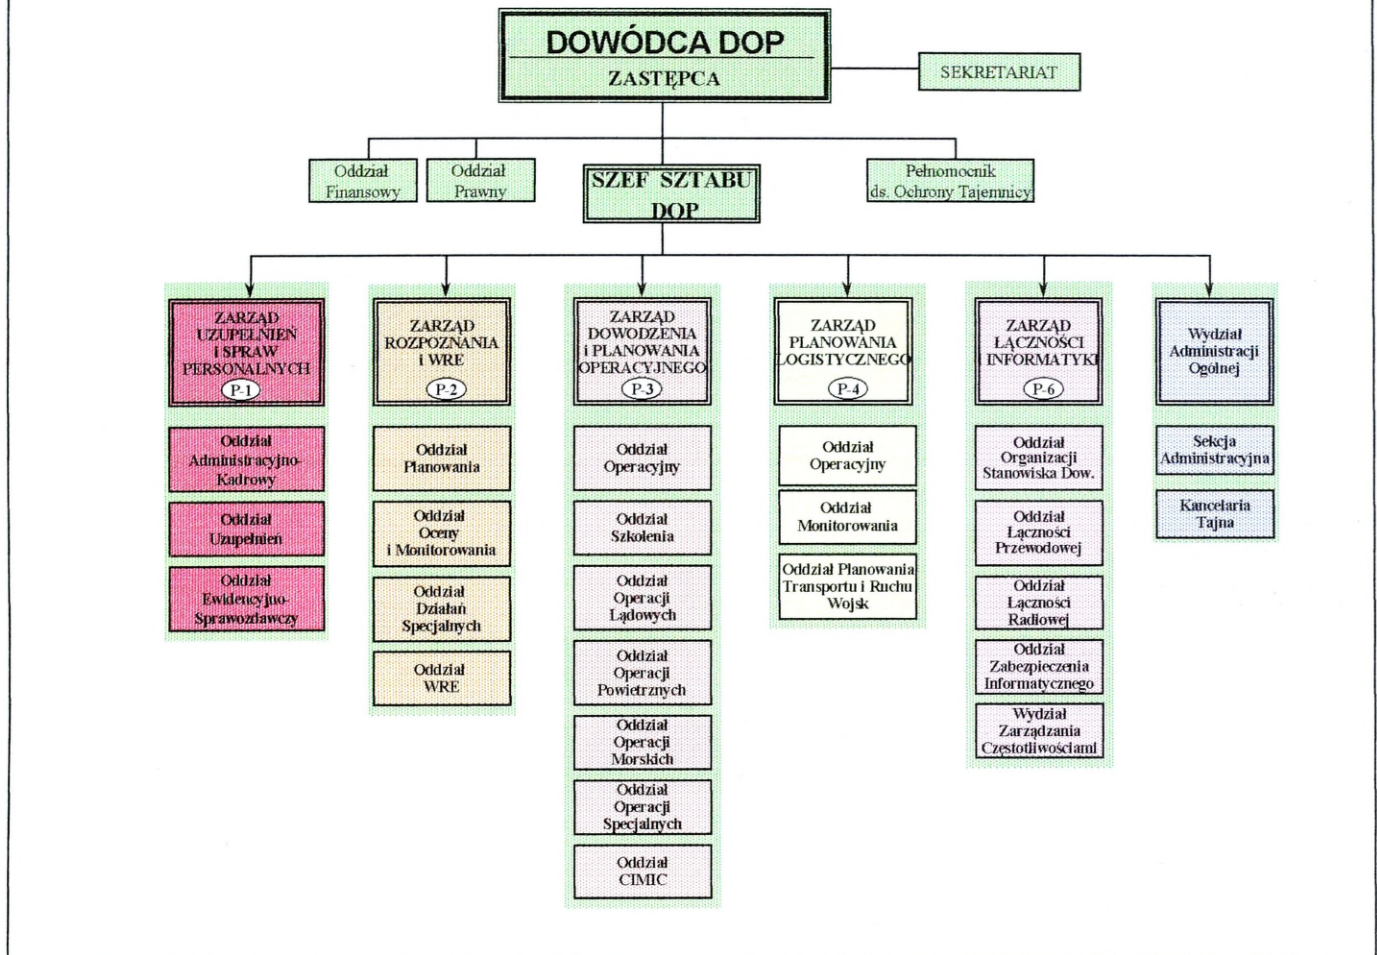 DOWÓDCA DOP
ZASTĘPCA
SEKRETARIAT
Oddział
Finansowy
Oddział
Prawny
SZEF SZTABU
DOP
Pełnomocnik
ds. Ochrony Tajemnicy
ZARZĄD
UZUPEŁNIEŃ
i SPRAW
PERSONALNYCH
P-1
Oddział
Administracyjno-
Kadrowy
Oddział
Uzupełnień
Oddział
Ewidencyjno-
Sprawozdawczy
ZARZĄD
ROZPOZNANIA
i WRE
P-2
Oddział
Planowania
Oddział
Oceny
i Monitorowania
Oddział
Działań
Specjalnych
Oddział
WRE
ZARZĄD
DOWODZENIA
i PLANOWANIA
OPERACYJNEGO
P-3
Oddział
Operacyjny
Oddział
Szkolenia
Oddział
Operacji
Lądowych
Oddział
Operacji
Powietrznych
Oddział
Operacji
Morskich
Oddział
Operacji
Specjalnych
Oddział
CIMIC
ZARZĄD
PLANOWANIA
LOGISTYCZNEGO
P-4
Oddział
Operacyjny
Oddział
Monitorowania
Oddział Planowania
Transportu i Ruchu
Wojsk
ZARZĄD
ŁĄCZNOŚCI
i INFORMATYKI
P-6
Oddział
Organizacji
Stanowiska Dow.
Oddział
Łączności
Przewodowej
Oddział
Łączności
Radiowej
Oddział
Zabezpieczenia
Informatycznego
Wydział
Zarządzania
Częstotliwościami
Wydział
Administracji
Ogólnej
Sekcja
Administracyjna
Kancelaria
Tajna